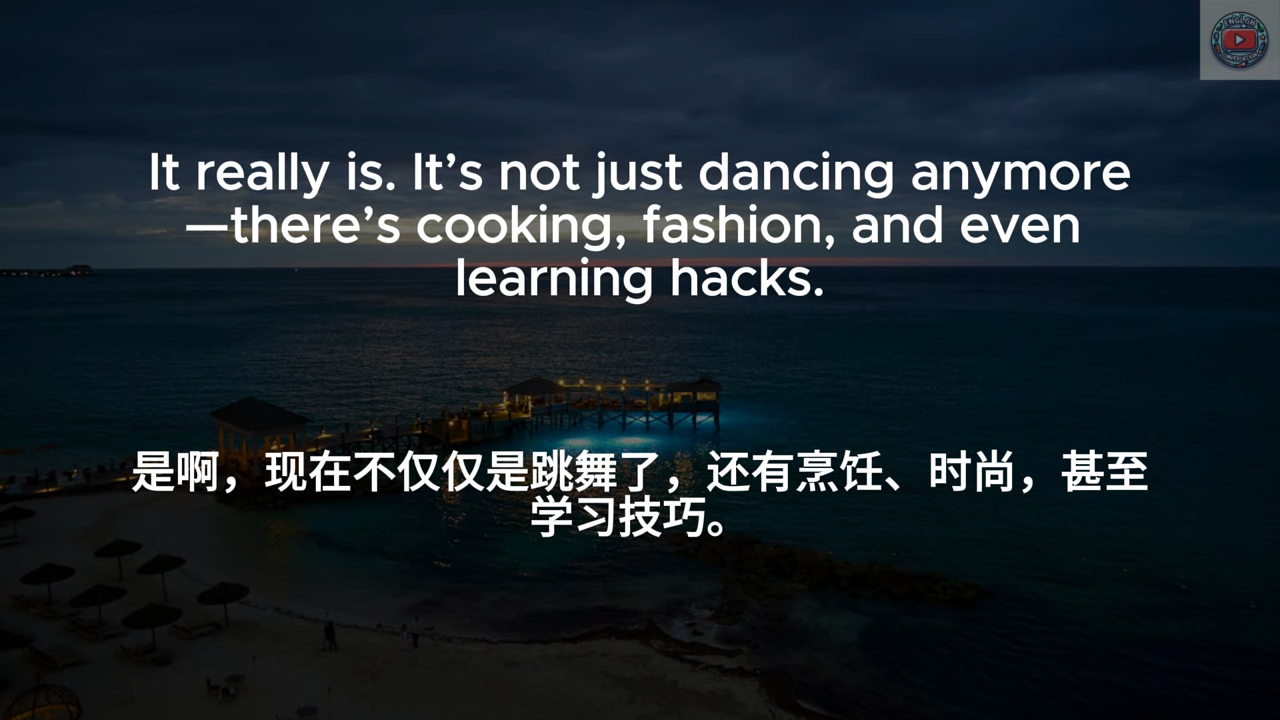 It really is. It’s not just dancing anymore
—there’s cooking, fashion, and even
learning hacks.
是啊，现在不仅仅是跳舞了，还有烹饪、时尚，甚至
学习技巧。